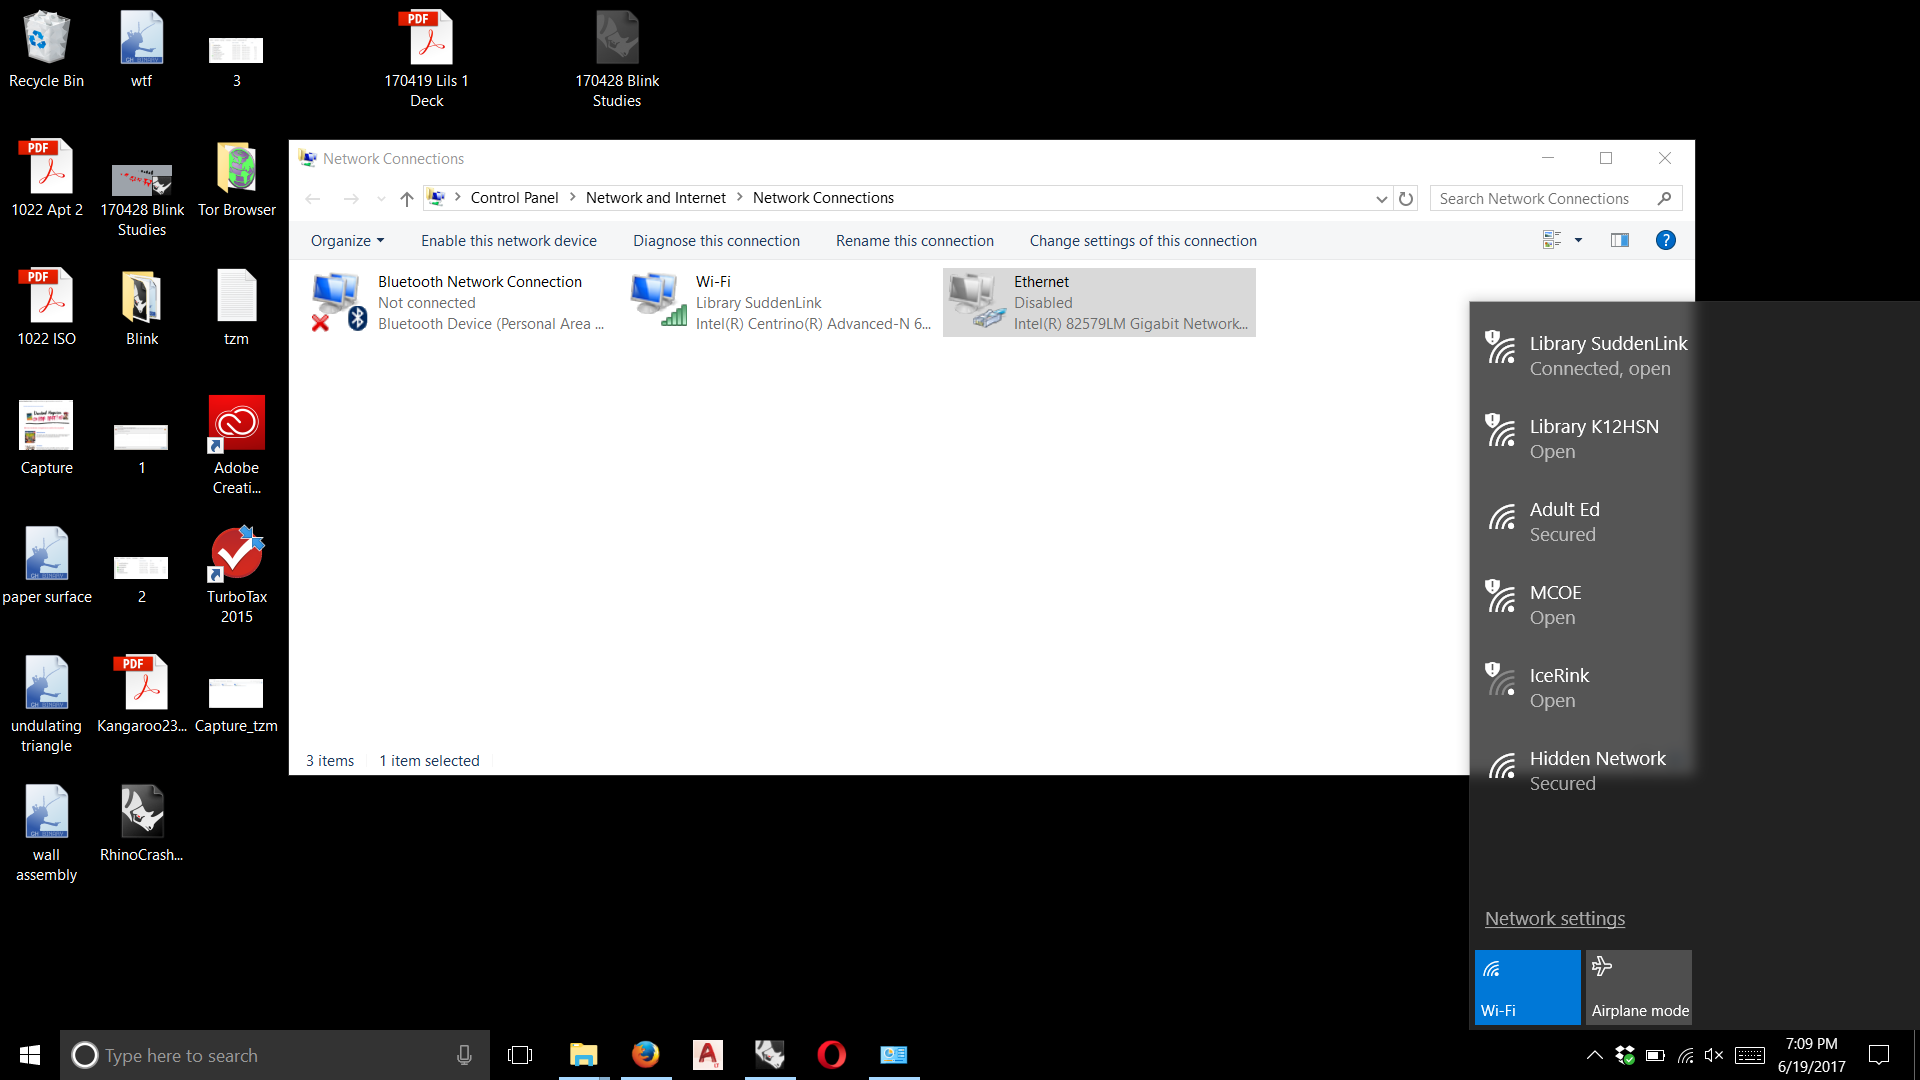 Recycle Bin
wtf
3
PDF
170419 Lils 1
Deck
170428 Blink
Studies
PDF
1022 Apt 2
170428 Blink
Studies
Tor Browser
PDF
1022 ISO
Blink
tzm
Capture
1
Adobe
Creati...
paper surface
2
TurboTax
2015
undulating
triangle
PDF
Kangaroo23...
Capture_tzm
wall
assembly
RhinoCrash...
Network Connections
Control Panel > Network and Internet > Network Connections
Search Network Connections
Organize
Enable this network device
Diagnose this connection
Rename this connection
Change settings of this connection
Bluetooth Network Connection
Not connected
Bluetooth Device (Personal Area ...
Wi-Fi
Library SuddenLink
Intel(R) Centrino(R) Advanced-N 6...
Ethernet
Disabled
Intel(R) 82579LM Gigabit Network...
3 items
1 item selected
Library SuddenLink
Connected, open
Library K12HSN
Open
Adult Ed
Secured
MCOE
Open
IceRink
Open
Hidden Network
Secured
Network settings
Wi-Fi
Airplane mode
Type here to search
7:09 PM
6/19/2017